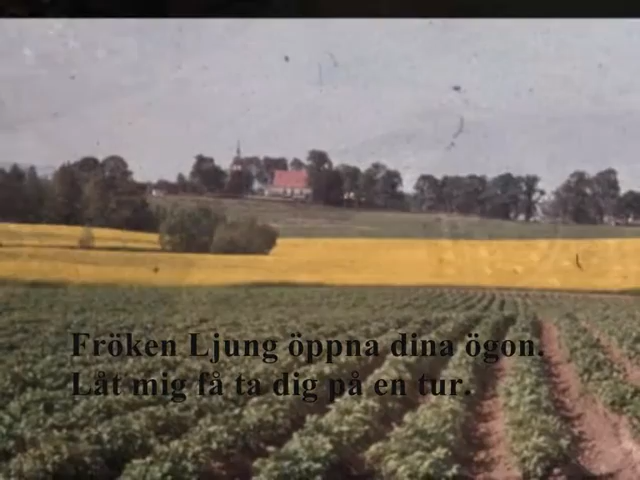 Fröken Ljung öppna dina ögon.
Låt mig få ta dig på en tur.